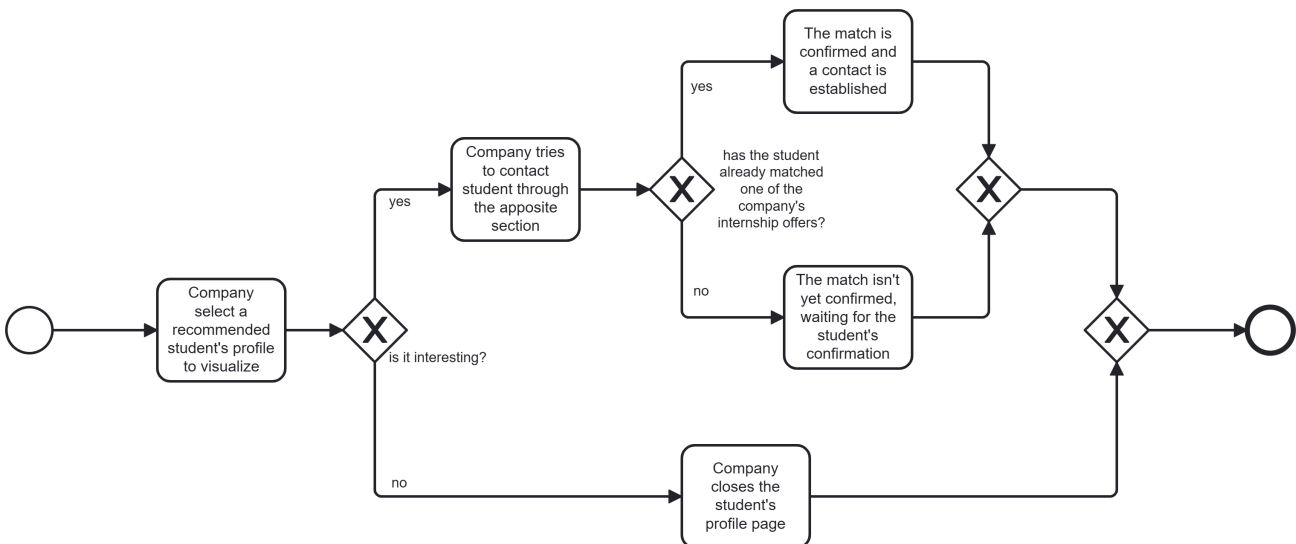 Company
select a
recommended
student's profile
to visualize
is it interesting?
yes
Company tries
to contact
student through
the apposite
section
yes
The match is
confirmed and
a contact is
established
has the student
already matched
one of the
company's
internship offers?
no
The match isn't
yet confirmed,
waiting for the
student's
confirmation
no
Company
closes the
student's
profile page